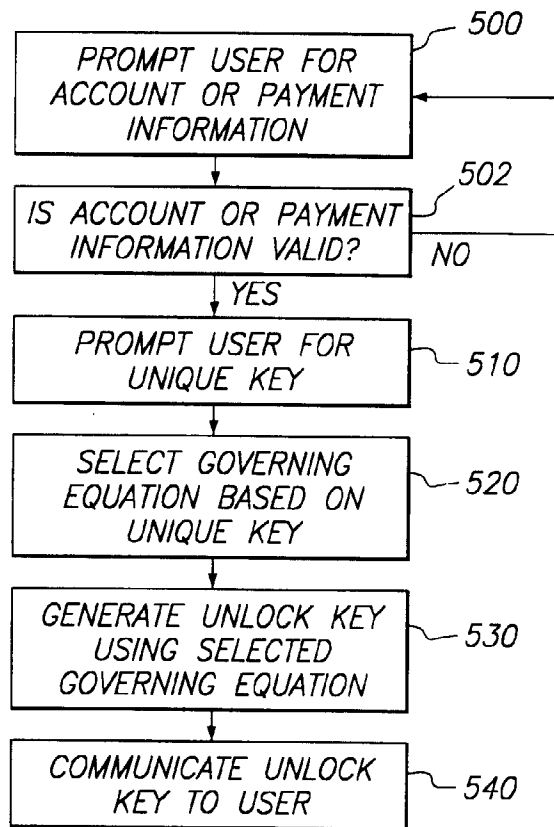 500
PROMPT USER FOR
ACCOUNT OR PAYMENT
INFORMATION
502
IS ACCOUNT OR PAYMENT
INFORMATION VALID?
NO
YES
PROMPT USER FOR
UNIQUE KEY
510
SELECT GOVERNING
EQUATION BASED ON
UNIQUE KEY
520
GENERATE UNLOCK KEY
USING SELECTED
GOVERNING EQUATION
530
COMMUNICATE UNLOCK
KEY TO USER
540